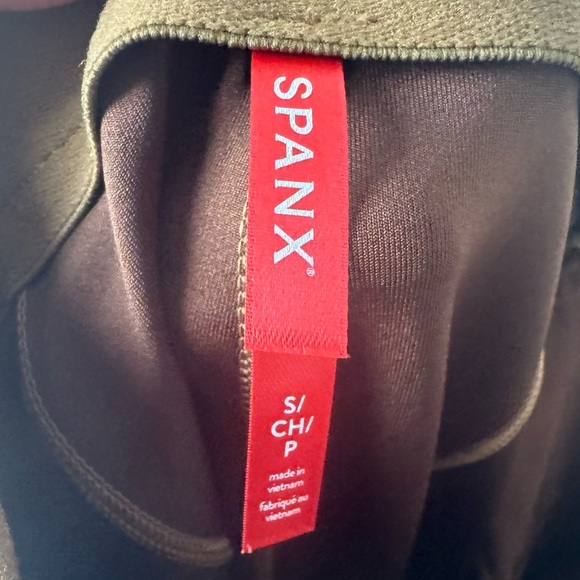 SPANX®
S/
CH/
P
made in
vietnam
fabriqué au
vietnam